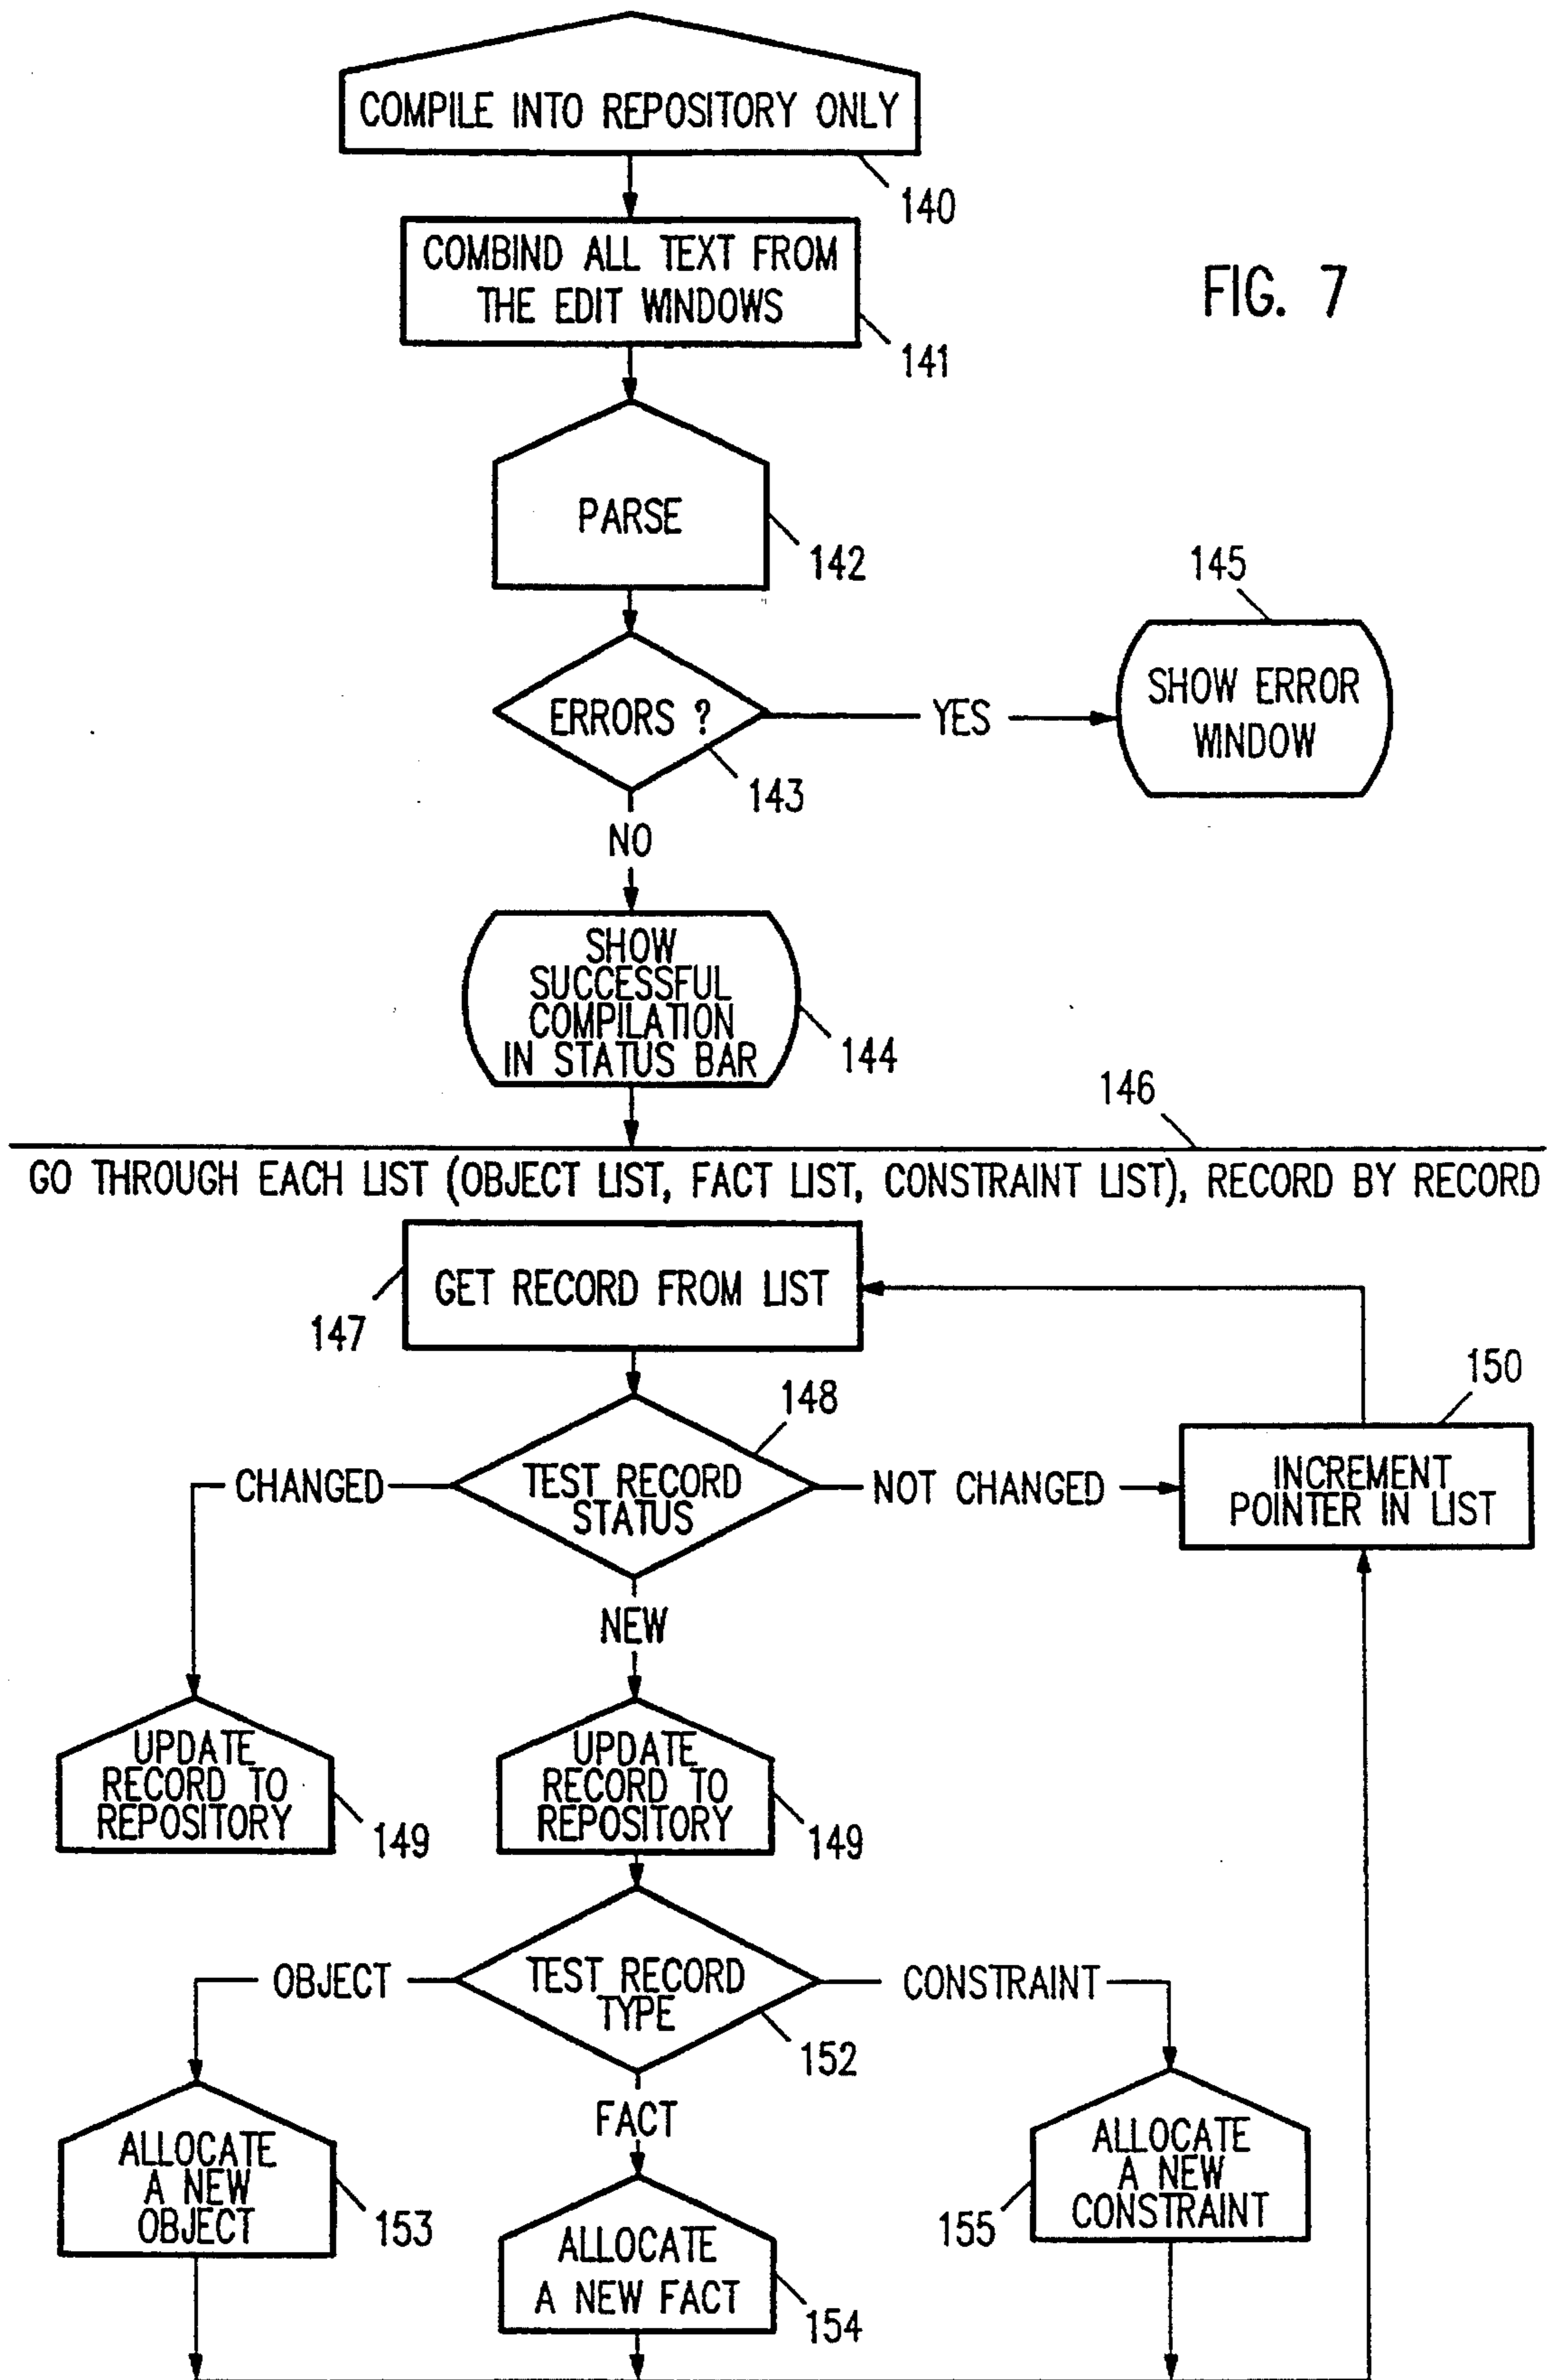 COMPILE INTO REPOSITORY ONLY
140
COMBIND ALL TEXT FROM
THE EDIT WINDOWS
141
FIG. 7
PARSE
142
145
SHOW ERROR
WINDOW
ERRORS ?
YES
143
NO
SHOW
SUCCESSFUL
COMPILATION
IN STATUS BAR
144
146
GO THROUGH EACH LIST (OBJECT LIST, FACT LIST, CONSTRAINT LIST), RECORD BY RECORD
GET RECORD FROM LIST
147
148
150
CHANGED
TEST RECORD
STATUS
NOT CHANGED
INCREMENT
POINTER IN LIST
NEW
UPDATE
RECORD TO
REPOSITORY
149
UPDATE
RECORD TO
REPOSITORY
149
OBJECT
TEST RECORD
TYPE
CONSTRAINT
152
FACT
ALLOCATE
A NEW
OBJECT
153
ALLOCATE
A NEW FACT
154
ALLOCATE
A NEW
CONSTRAINT
155